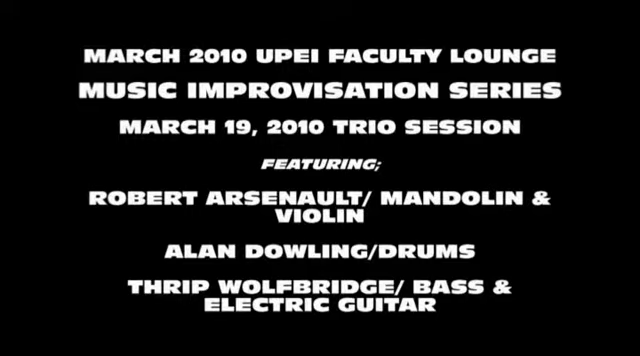 MARCH 2010 UPEI FACULTY LOUNGE
MUSIC IMPROVISATION SERIES
MARCH 19, 2010 TRIO SESSION
FEATURING;
ROBERT ARSENAULT/ MANDOLIN &
VIOLIN
ALAN DOWLING/DRUMS
THRIP WOLFBRIDGE/ BASS &
ELECTRIC GUITAR